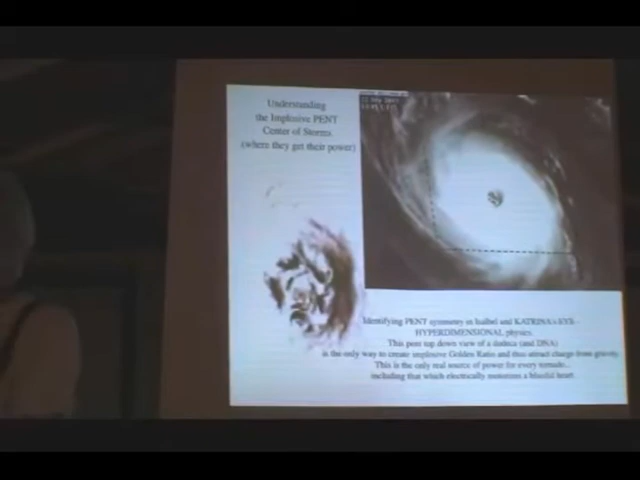 Understanding
the Implosive PENT
Center of Storms
(where they get their power)
Identifying PENT symmetry in Isabel and KATRINA's EYE -
HYPERDIMENSIONAL physics.
This pent top down view of a dodeca (and DNA)
is the only way to create implosive Golden Ratio and thus attract charge from gravity.
This is the only real source of power for every tornado...
including that which electrically motorizes a blissful heart.